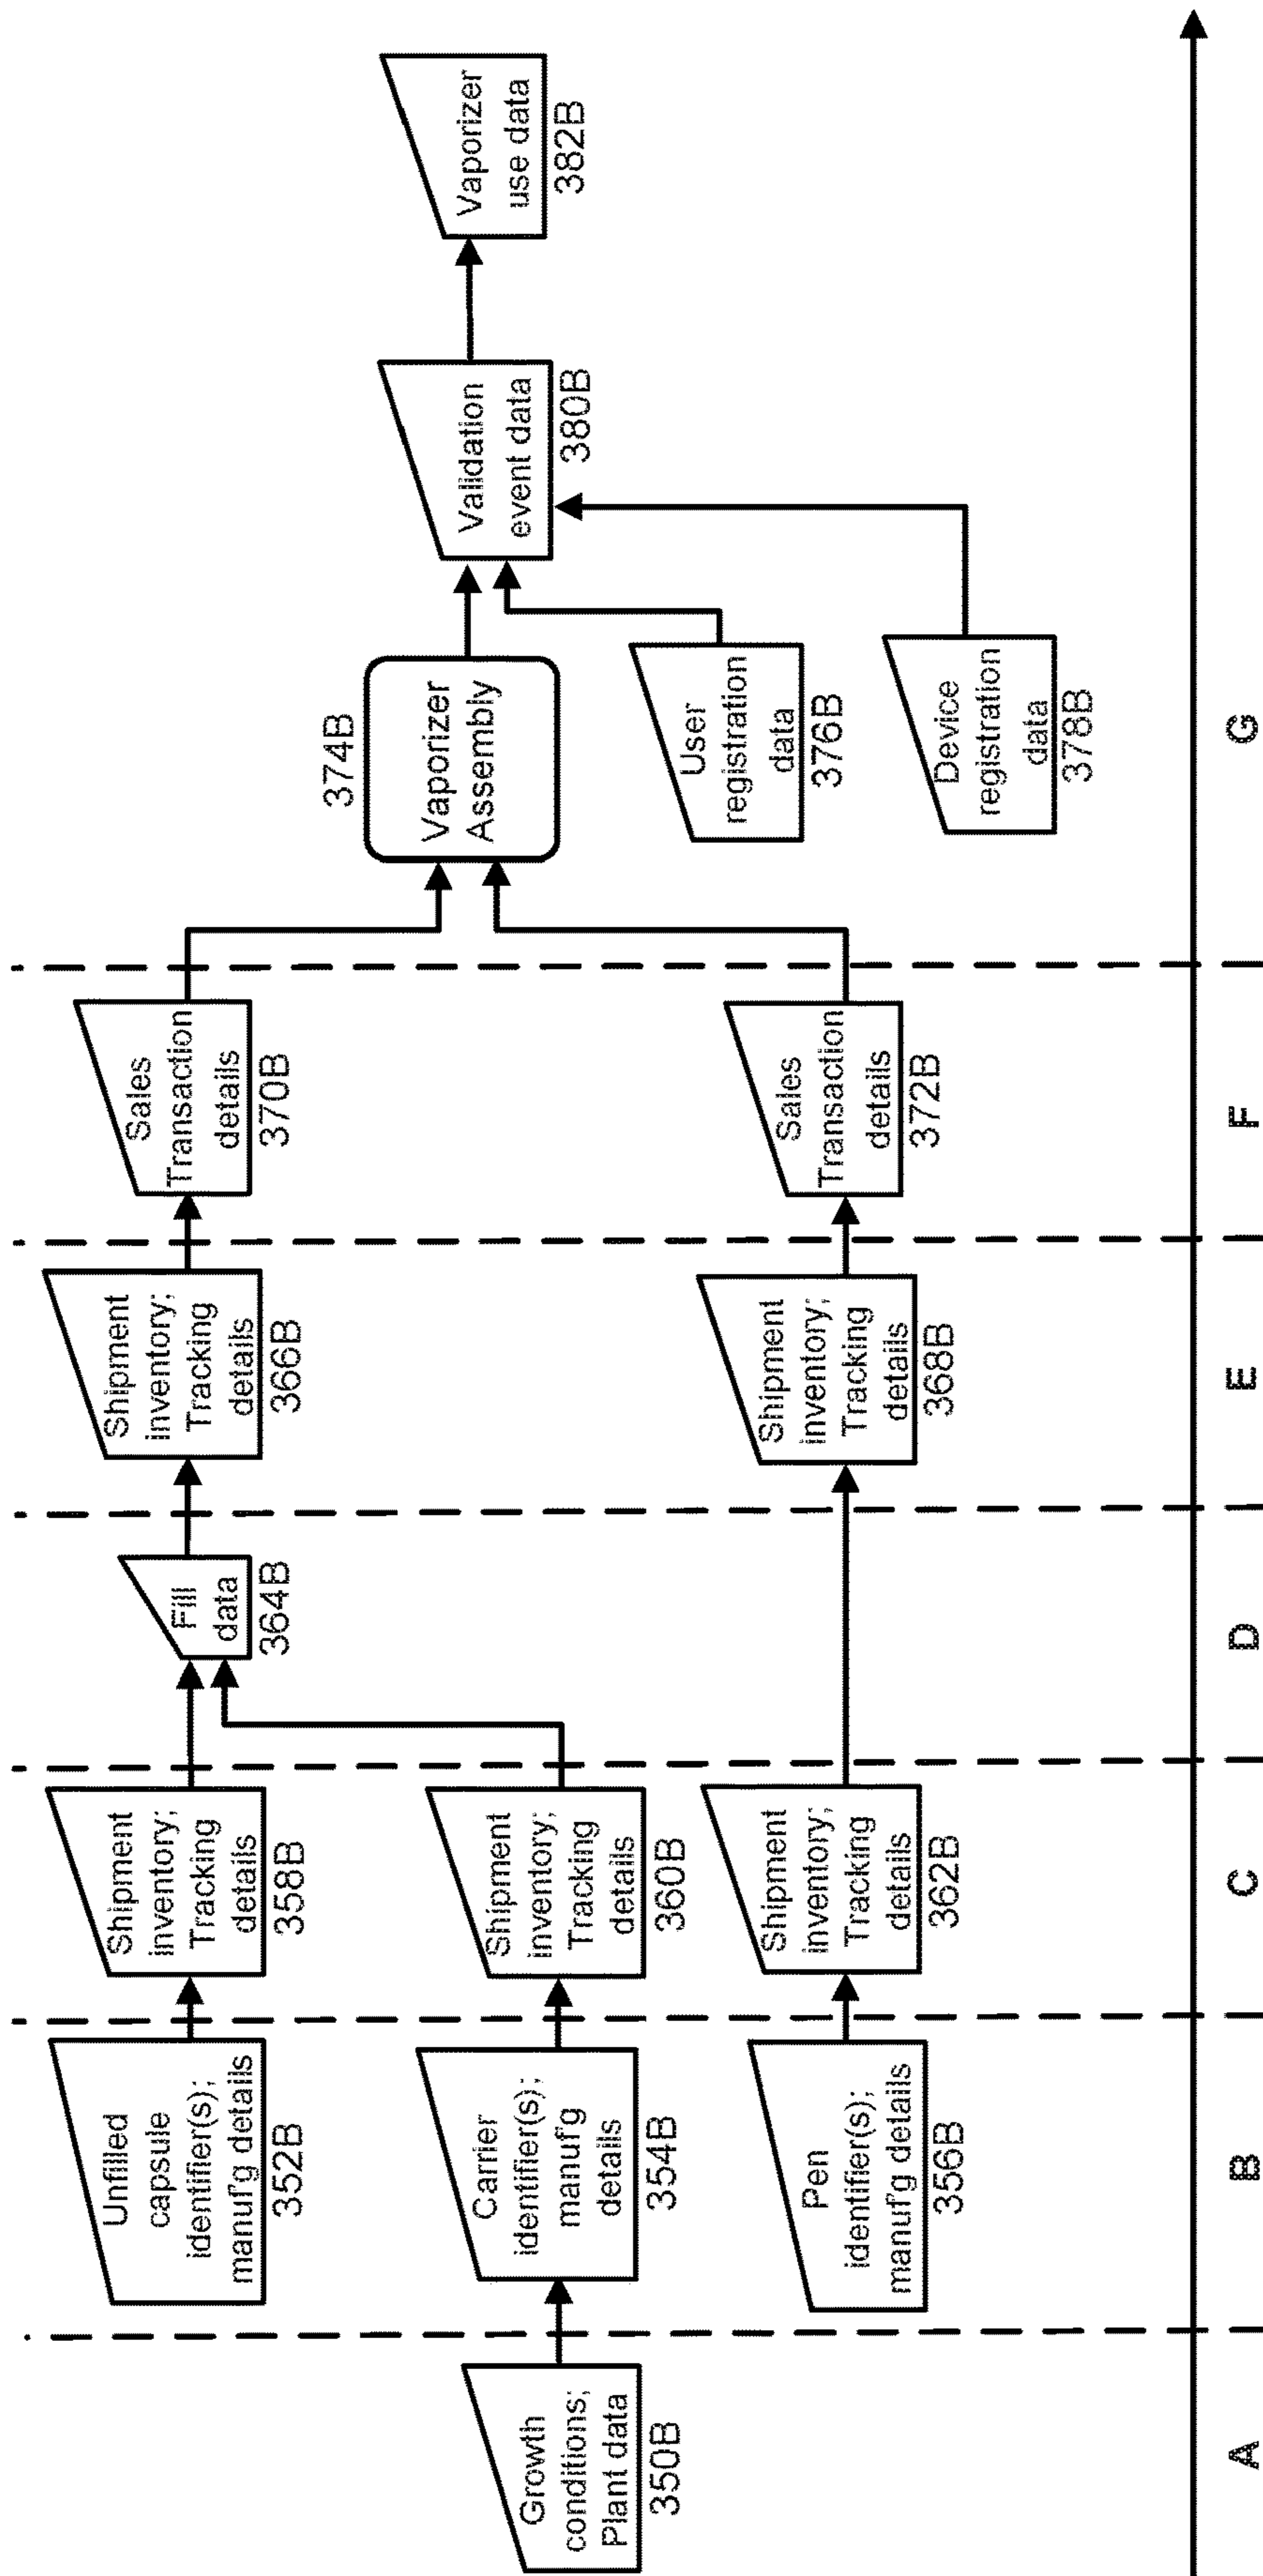 Growth
conditions;
Plant data
350B
Unfilled
capsule
identifier(s);
manuf'g details
352B
Carrier
identifier(s);
manuf'g
details
354B
Pen
identifier(s);
manuf'g details
356B
Shipment
inventory;
Tracking
details
358B
Shipment
inventory;
Tracking
details
360B
Shipment
inventory;
Tracking
details
362B
Fill
data
364B
Shipment
inventory;
Tracking
details
366B
Shipment
inventory;
Tracking
details
368B
Sales
Transaction
details
370B
Sales
Transaction
details
372B
374B
Vaporizer
Assembly
User
registration
data
376B
Device
registration
data
378B
Validation
event data
380B
Vaporizer
use data
382B
A B C D E F G